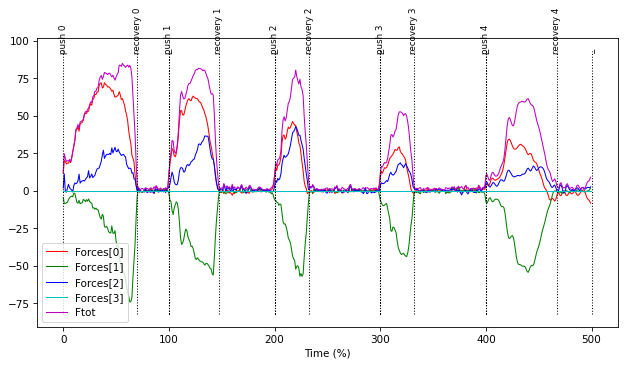 push 0
recovery 0
push 1
recovery 1
push 2
recovery 2
push 3
recovery 3
push 4
recovery 4
_
100
75
50
25
0
−25
−50
−75
Forces[0]
Forces[1]
Forces[2]
Forces[3]
Ftot
0
100
200
300
400
500
Time (%)